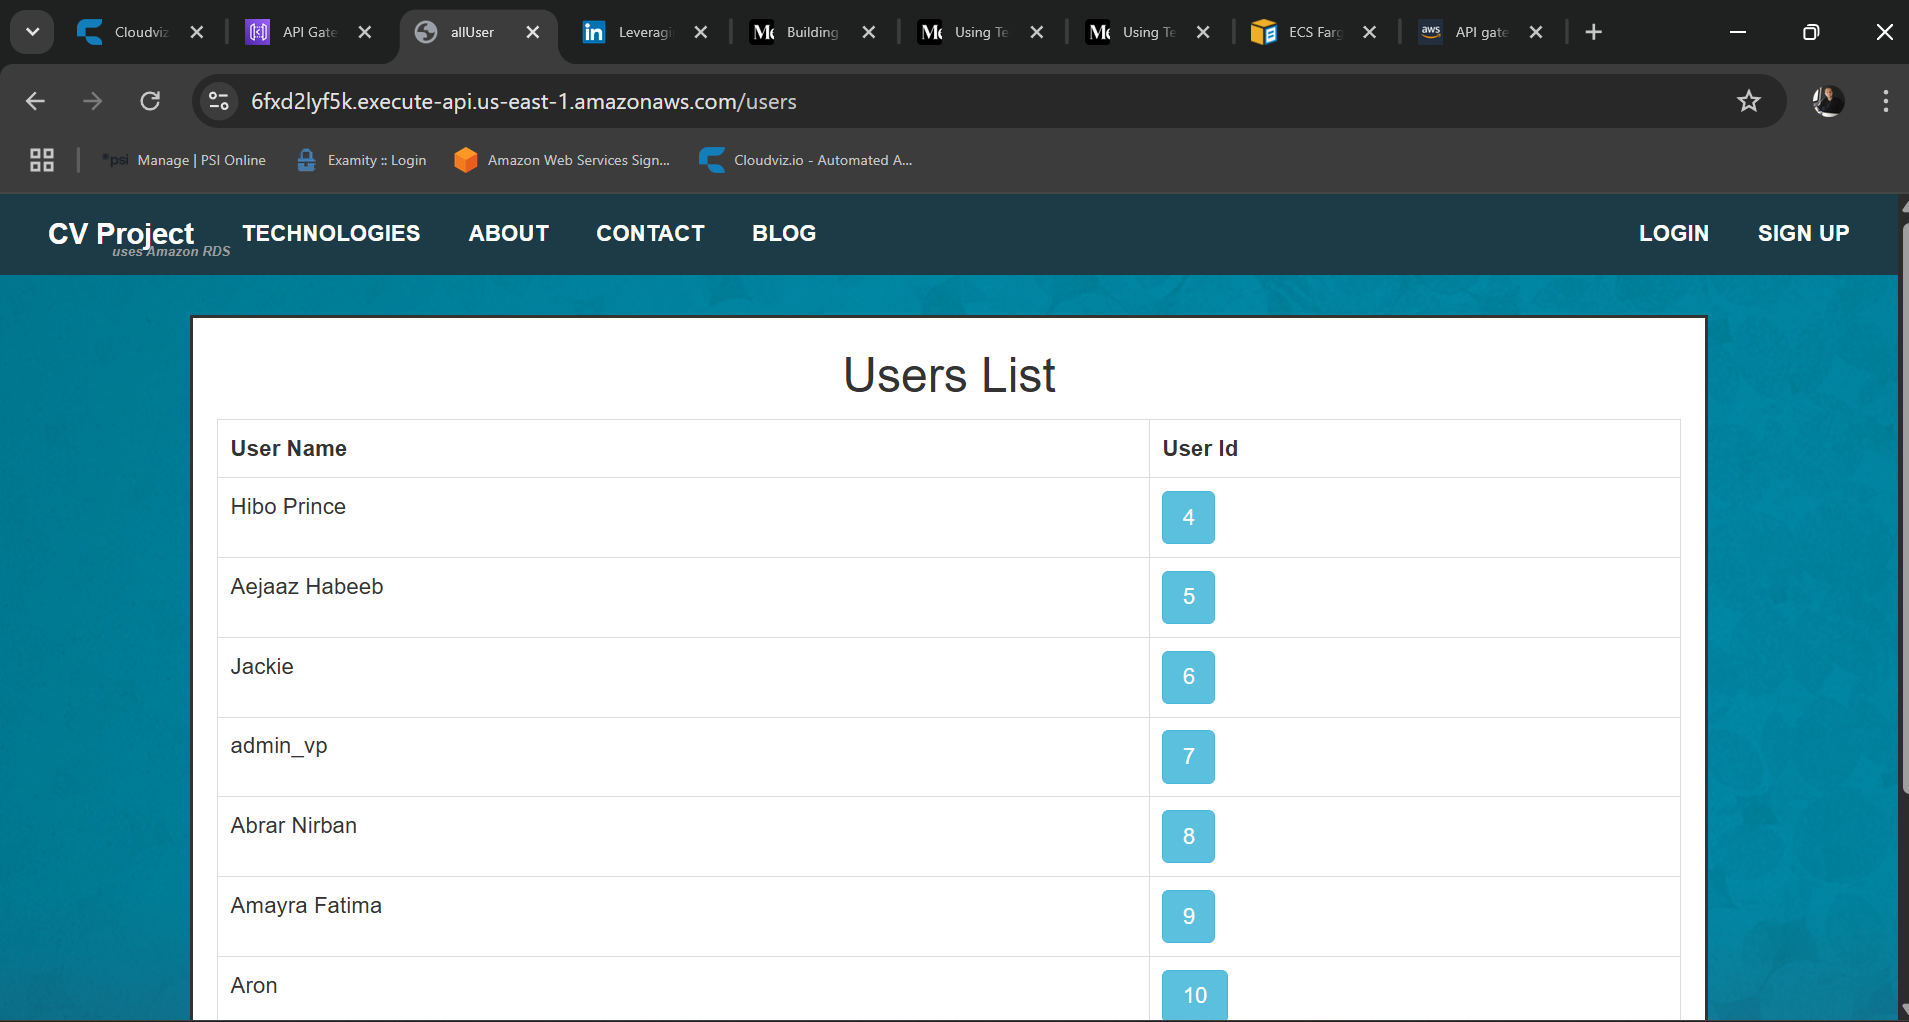 Cloudviz
API Gate
allUser
Leveragi
Building
Using Te
Using Te
ECS Farg
API gate
6fxd2lyf5k.execute-api.us-east-1.amazonaws.com/users
psi Manage | PSI Online
Examity :: Login
Amazon Web Services Sign...
Cloudviz.io - Automated A...
CV Project
uses Amazon RDS
TECHNOLOGIES
ABOUT
CONTACT
BLOG
LOGIN
SIGN UP
Users List
User Name User Id
Hibo Prince 4
Aejaaz Habeeb 5
Jackie 6
admin_vp 7
Abrar Nirban 8
Amayra Fatima 9
Aron 10